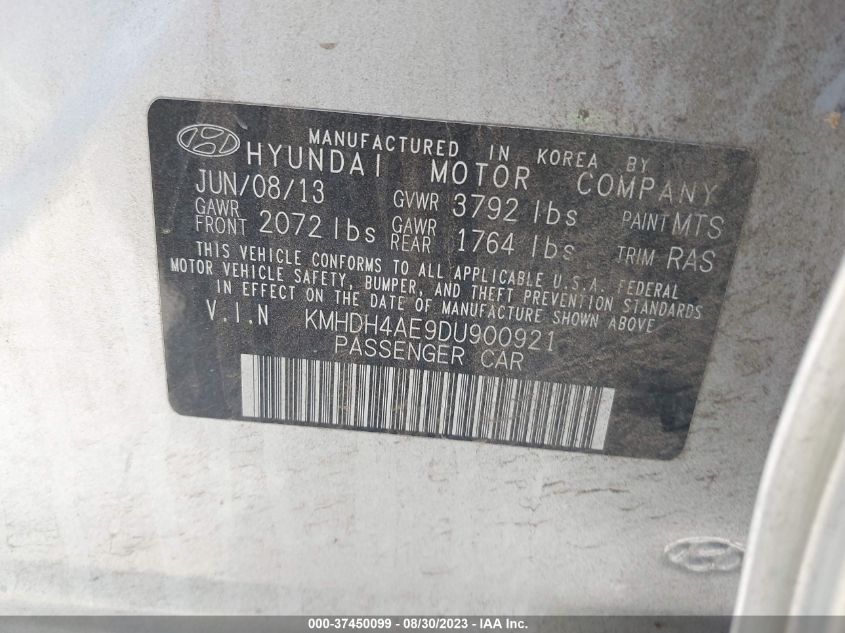 MANUFACTURED IN KOREA BY
HYUNDAI MOTOR COMPANY
JUN/08/13 GVWR 3792 lbs PAINT MTS
GAWR FRONT 2072 lbs GAWR REAR 1764 lbs TRIM RAS
THIS VEHICLE CONFORMS TO ALL APPLICABLE U.S.A. FEDERAL
MOTOR VEHICLE SAFETY, BUMPER, AND THEFT PREVENTION STANDARDS
IN EFFECT ON THE DATE OF MANUFACTURE SHOWN ABOVE
V.I.N KMHDH4AE9DU900921
PASSENGER CAR
000-37450099 - 08/30/2023 - IAA Inc.